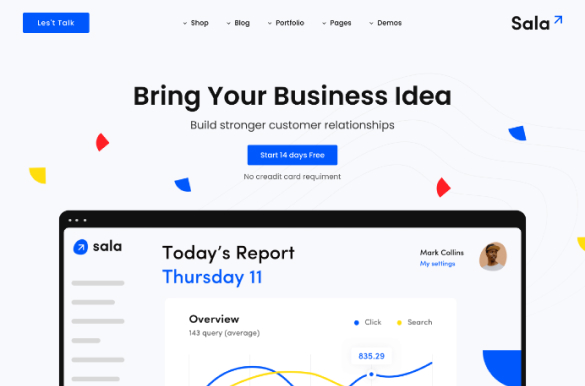 Les't Talk
Shop
Blog
Portfolio
Pages
Demos
Sala
Bring Your Business Idea
Build stronger customer relationships
Start 14 days Free
No creadit card requiment
sala
Today's Report
Thursday 11
Mark Collins
My settings
Overview
143 query (average)
Click
Search
835.29